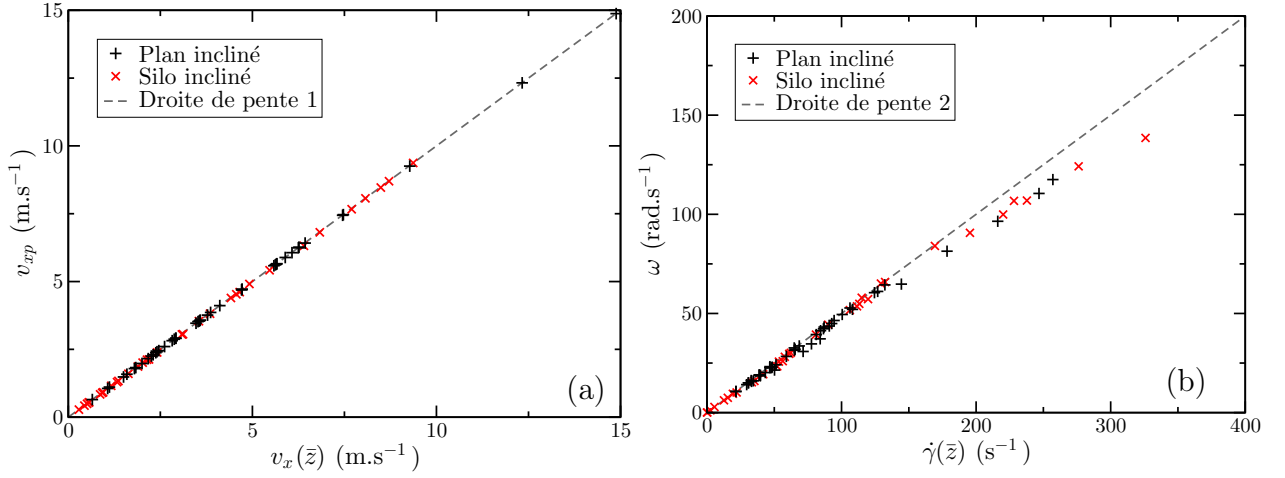 15
10
5
0
0
5
10
15
v_{xp} (m.s⁻¹)
v_x(z̄) (m.s⁻¹)
Plan incliné
Silo incliné
Droite de pente 1
(a)
200
150
100
50
0
0
100
200
300
400
ω (rad.s⁻¹)
γ̇(z̄) (s⁻¹)
Plan incliné
Silo incliné
Droite de pente 2
(b)